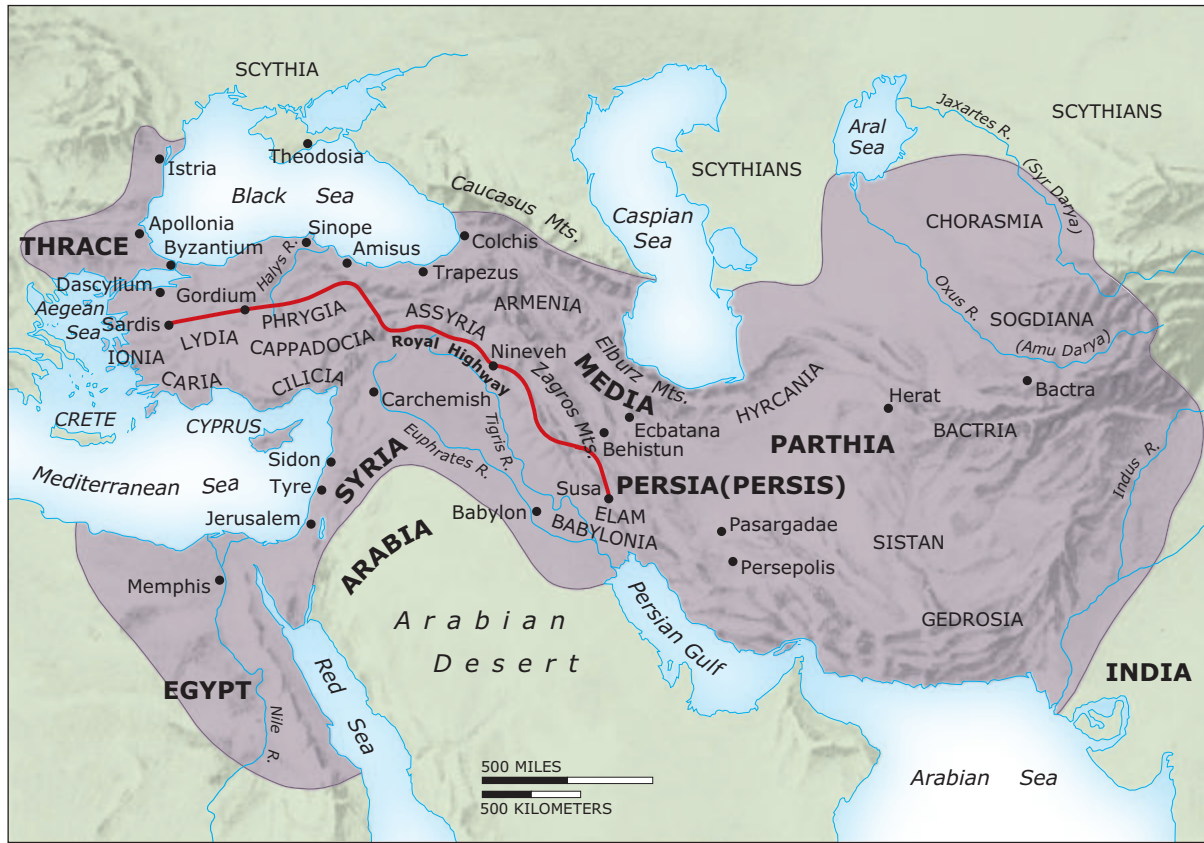 SCYTHIA
Jaxartes R.
SCYTHIANS
Aral
Sea
SCYTHIANS
(Syr Darya)
Theodosia
Istria
Black Sea
Caucasus Mts.
Caspian
Sea
CHORASMIA
Apollonia
THRACE
Byzantium
Sinope
Amisus
Colchis
Halys R.
Trapezus
Dascylium
Gordium
Aegean
Sea
Sardis
PHRYGIA
ARMENIA
ASSYRIA
Oxus R.
SOGDIANA
(Amu Darya)
LYDIA
CAPPADOCIA
Royal Highway
Nineveh
IONIA
CARIA
CILICIA
Elburz Mts.
MEDIA
Zagros Mts.
HYRCANIA
Bactra
Herat
Carchemish
CRETE
CYPRUS
Ecbatana
Behistun
PARTHIA
BACTRIA
Tigris R.
Euphrates R.
Indus R.
Mediterranean Sea
Sidon
SYRIA
Tyre
Susa
PERSIA(PERSIS)
Jerusalem
Babylon
ELAM
BABYLONIA
Pasargadae
SISTAN
ARABIA
Memphis
Persepolis
Persian Gulf
Arabian
Desert
GEDROSIA
EGYPT
Red
Sea
INDIA
Nile
R.
500 MILES
500 KILOMETERS
Arabian Sea